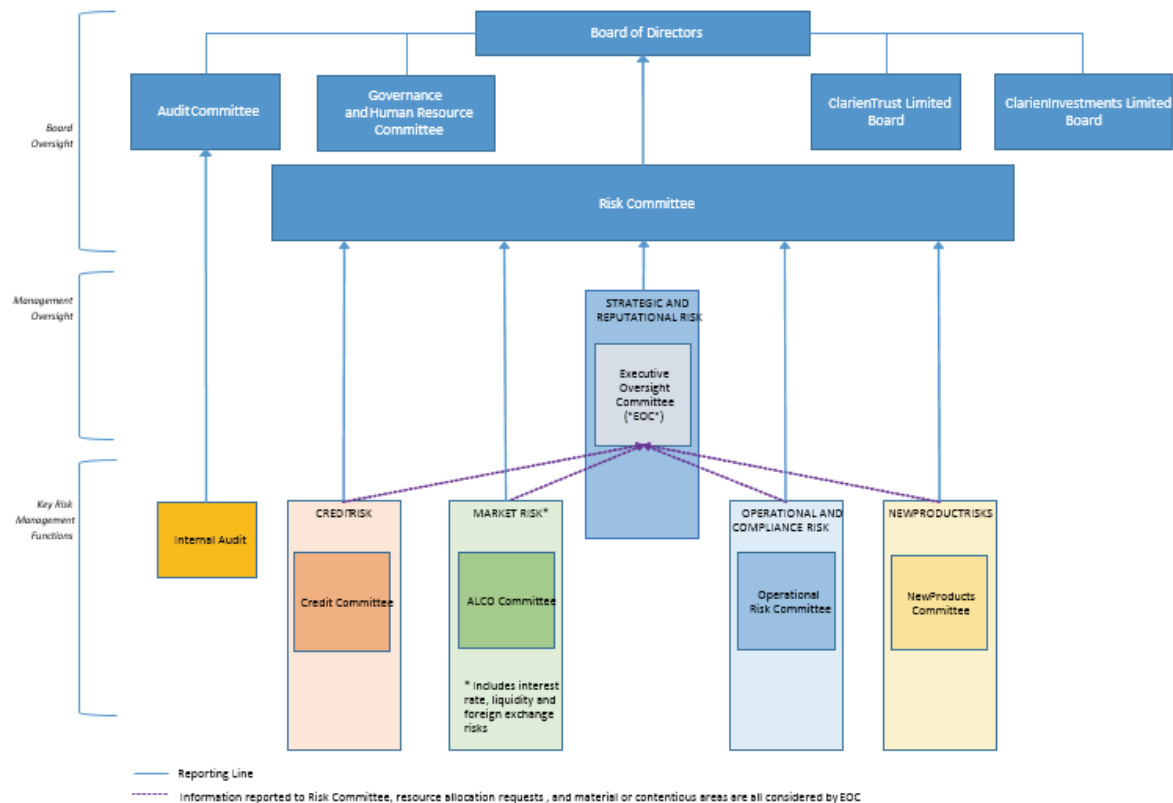 Board of Directors
Audit Committee
Governance
and Human Resource
Committee
ClarienTrust Limited
Board
ClarienInvestments Limited
Board
Board
Oversight
Risk Committee
Management
Oversight
STRATEGIC AND
REPUTATIONAL RISK
Executive
Oversight
Committee
("EOC")
Key Risk
Management
Functions
Internal Audit
CREDITRISK
Credit Committee
MARKET RISK*
ALCO Committee
* Includes interest
rate, liquidity and
foreign exchange
risks
OPERATIONAL AND
COMPLIANCE RISK
Operational
Risk Committee
NEWPRODUCTRISKS
NewProducts
Committee
Reporting Line
Information reported to Risk Committee, resource allocation requests , and material or contentious areas are all considered by EOC